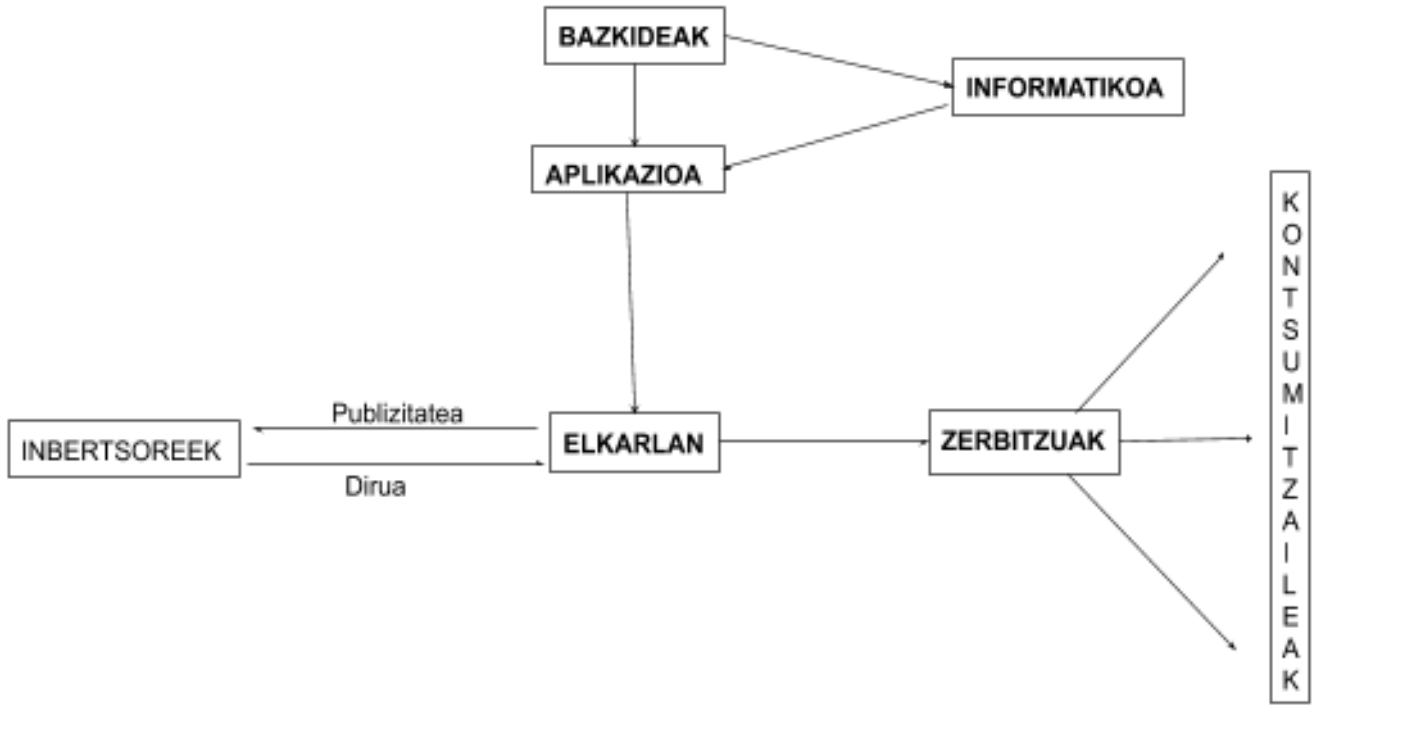 BAZKIDEAK
INFORMATIKOA
APLIKAZIOA
Publizitatea
INBERTSOREEK
ELKARLAN
ZERBITZUAK
Dirua
KONTSUMITZAILEAK